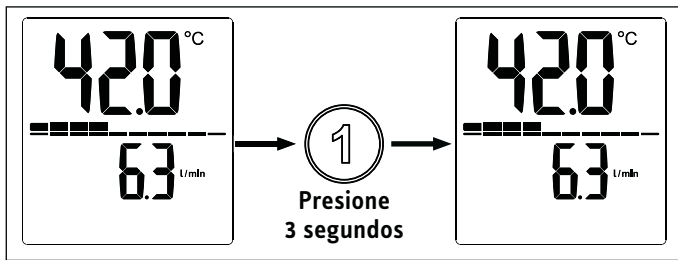 42.0 °C
6.3 l/min
1
Presione
3 segundos
42.0 °C
6.3 l/min